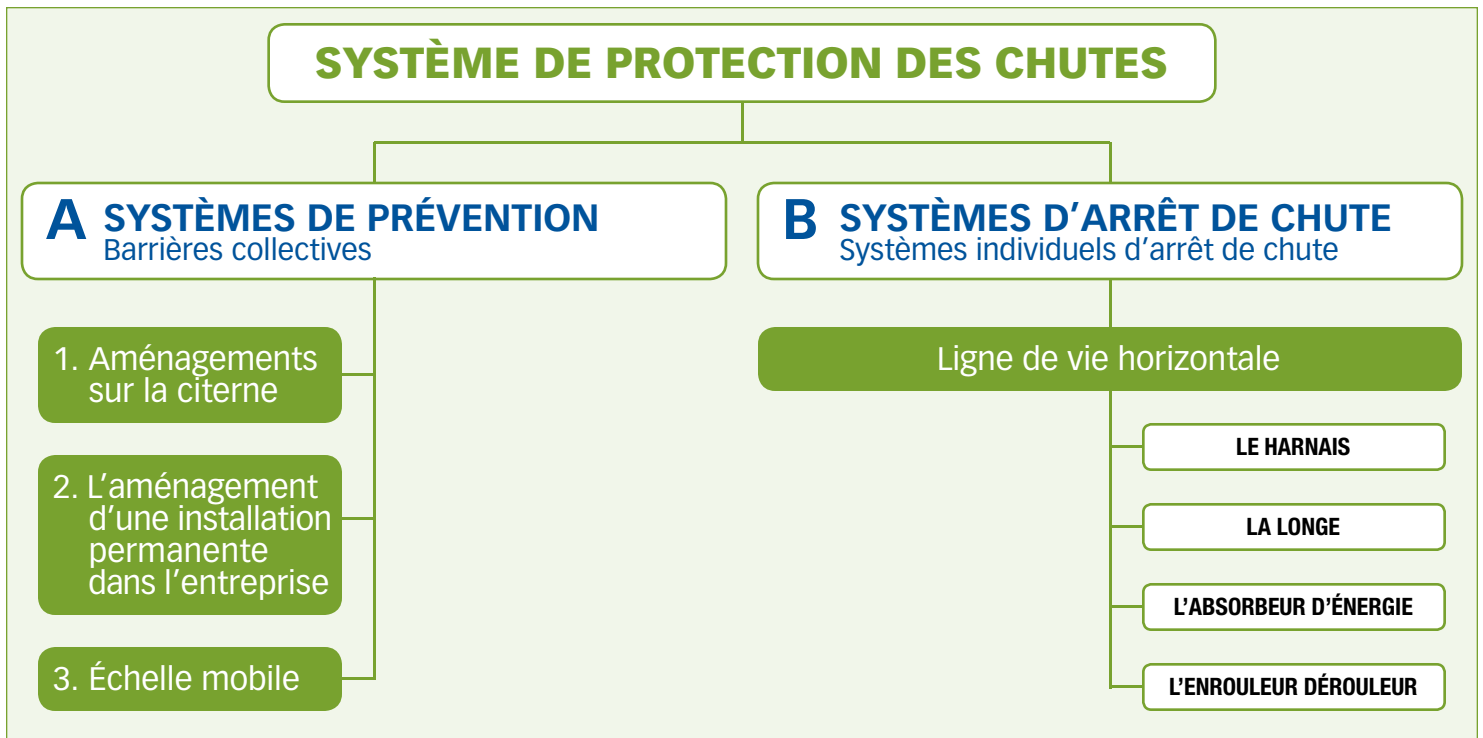 SYSTÈME DE PROTECTION DES CHUTES
A SYSTÈMES DE PRÉVENTION
Barrières collectives
1. Aménagements
sur la citerne
2. L’aménagement
d’une installation
permanente
dans l’entreprise
3. Échelle mobile
B SYSTÈMES D’ARRÊT DE CHUTE
Systèmes individuels d’arrêt de chute
Ligne de vie horizontale
LE HARNAIS
LA LONGE
L’ABSORBEUR D’ÉNERGIE
L’ENROULEUR DÉROULEUR